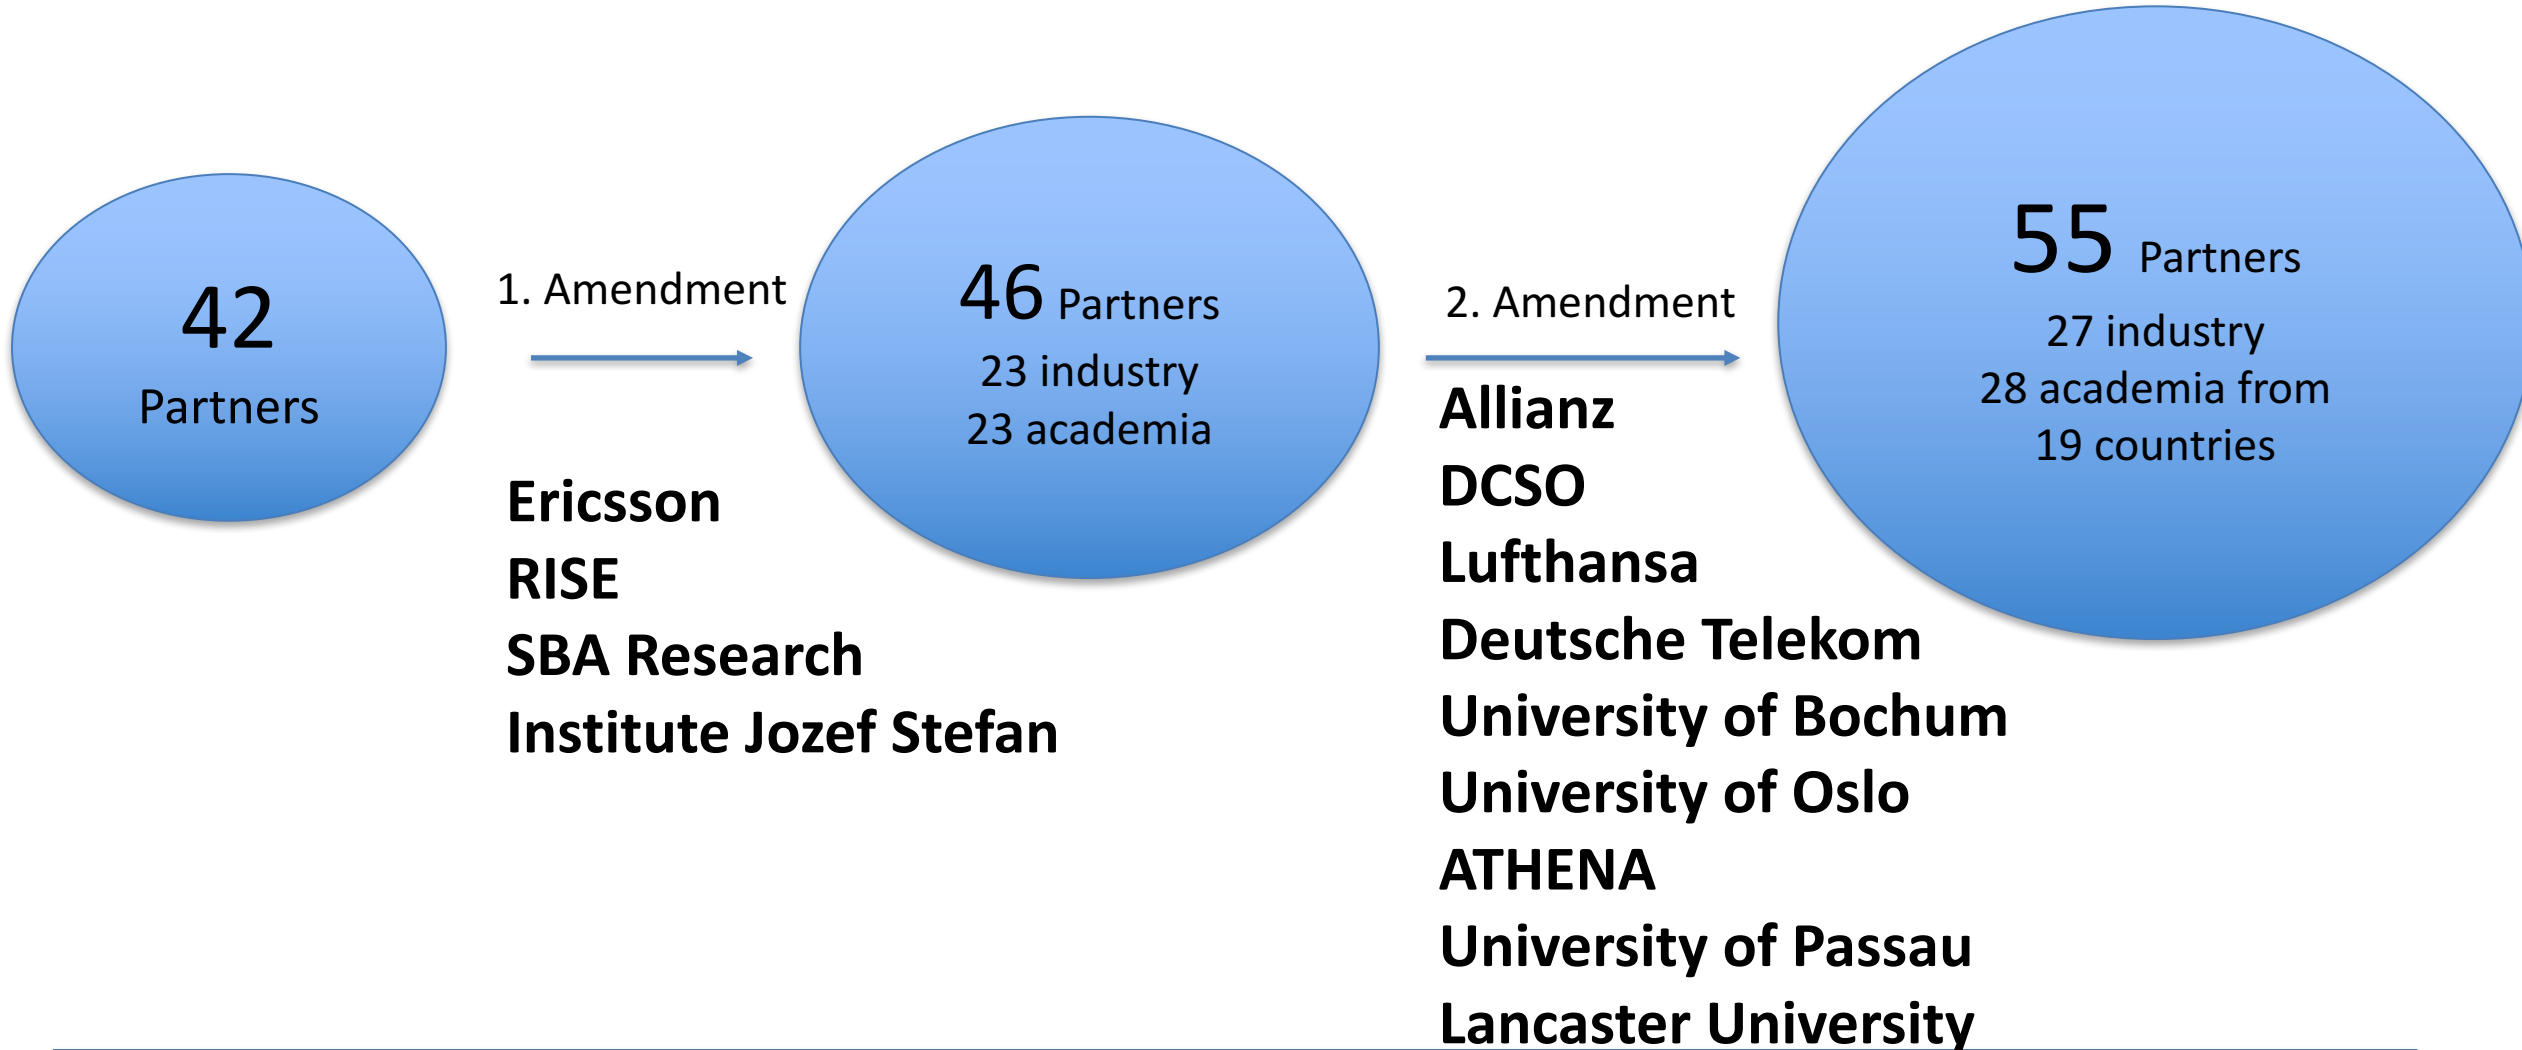 42
Partners
1. Amendment
Ericsson
RISE
SBA Research
Institute Jozef Stefan
46 Partners
23 industry
23 academia
2. Amendment
Allianz
DCSO
Lufthansa
Deutsche Telekom
University of Bochum
University of Oslo
ATHENA
University of Passau
Lancaster University
55 Partners
27 industry
28 academia from
19 countries